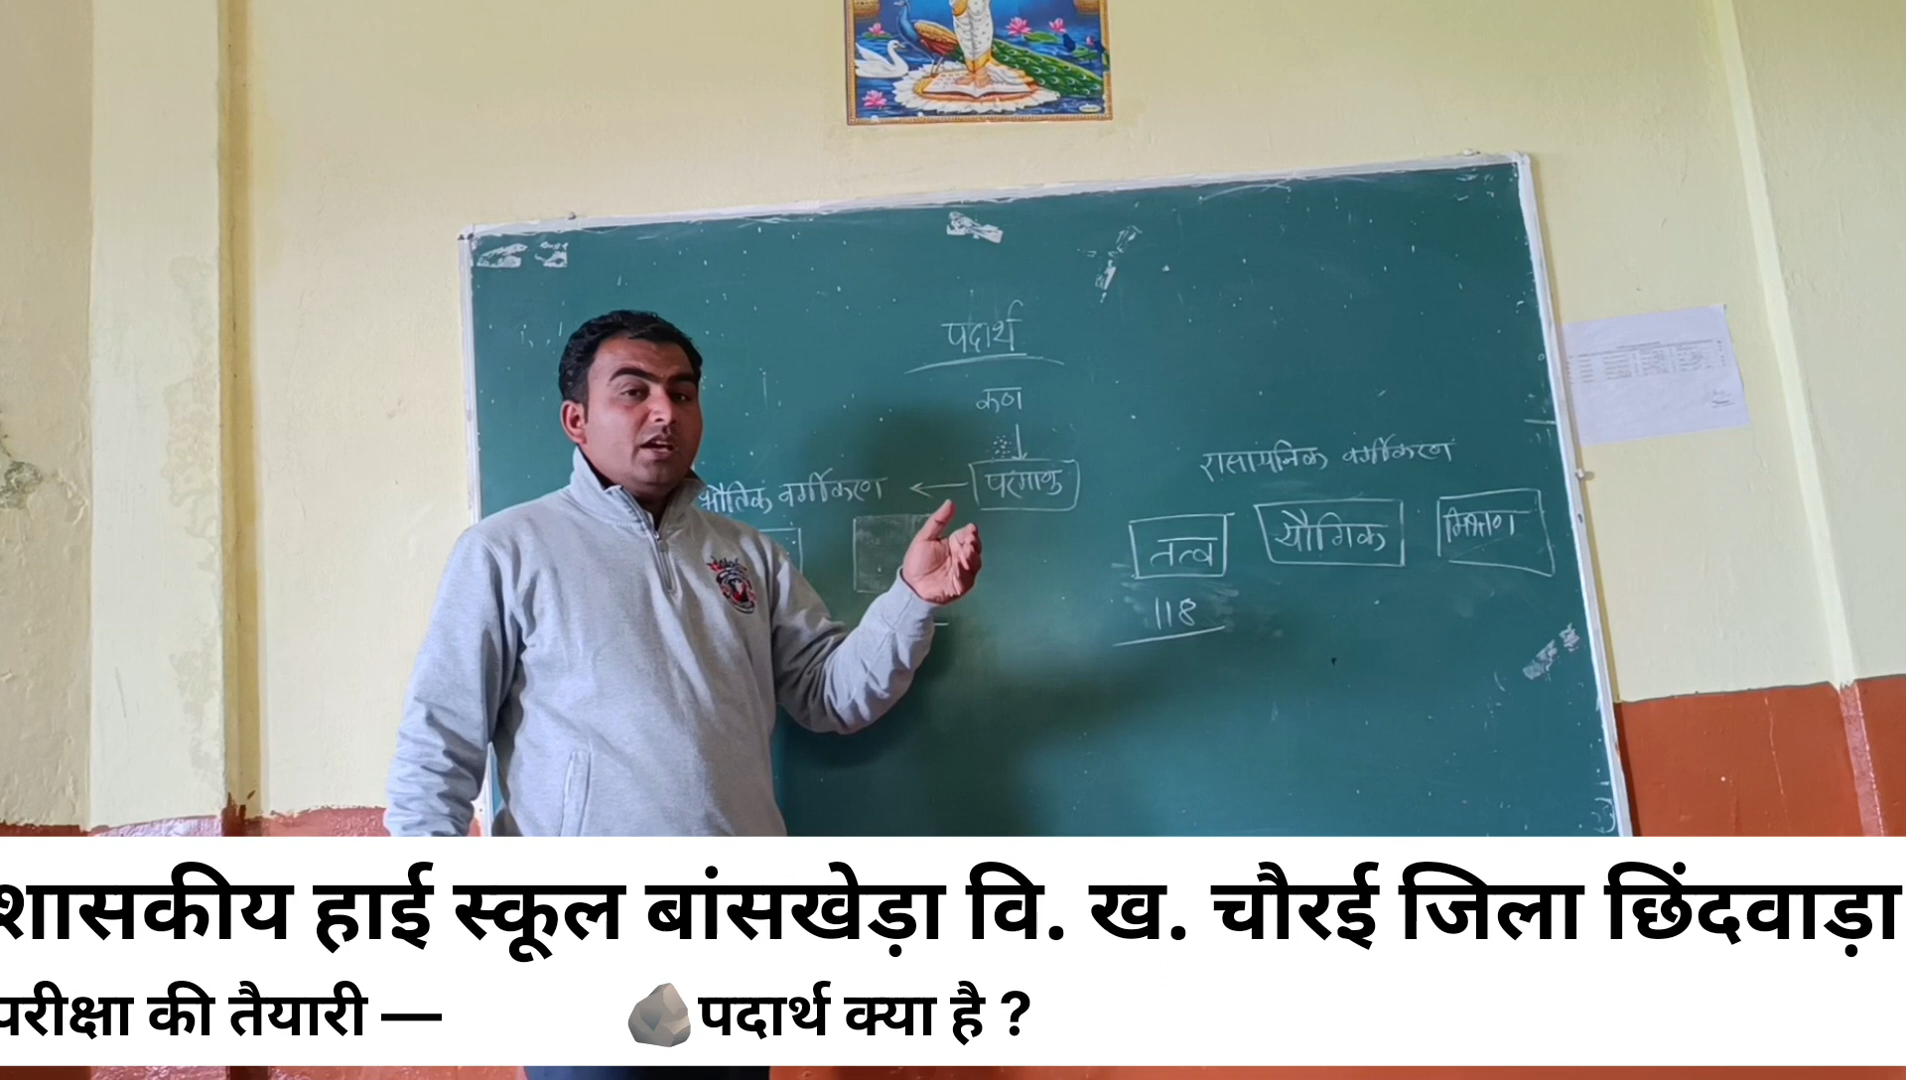 पदार्थ
कण
परमाणु
भौतिक वर्गीकरण ←
रासायनिक वर्गीकरण
तत्व
यौगिक
मिश्रण
118
शासकीय हाई स्कूल बांसखेड़ा वि. ख. चौरई जिला छिंदवाड़ा
परीक्षा की तैयारी — पदार्थ क्या है ?